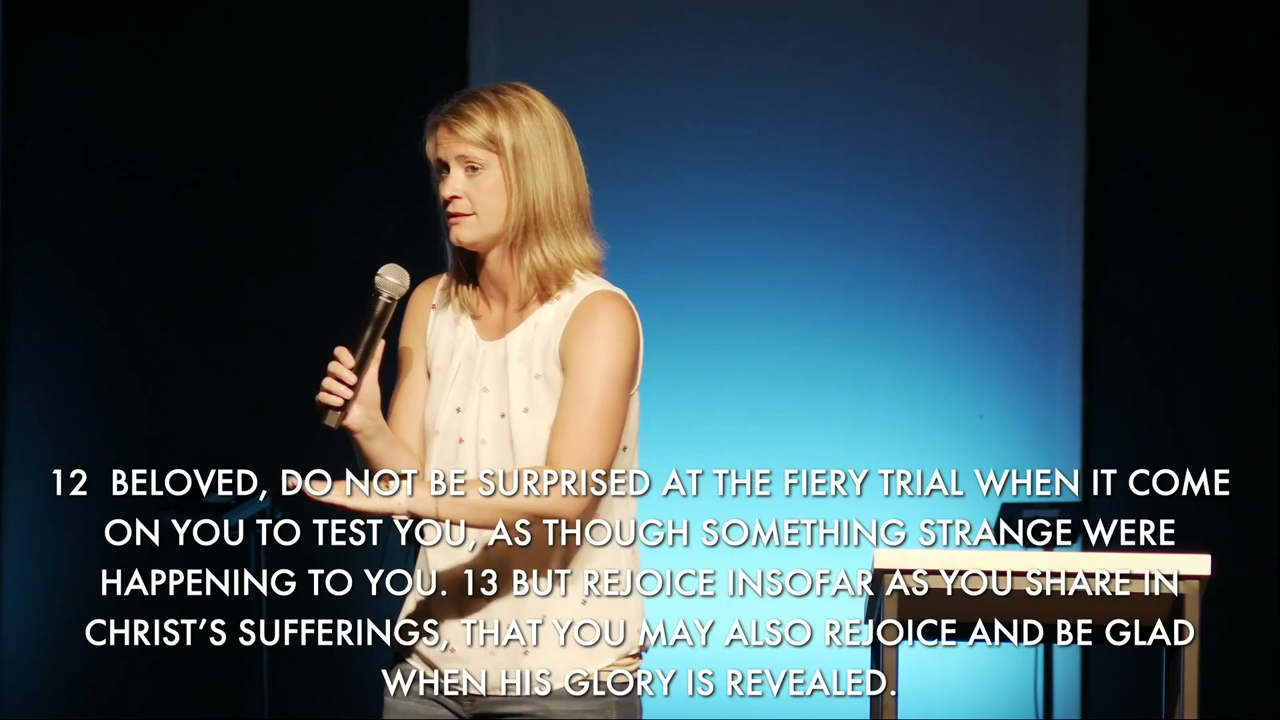 12 BELOVED, DO NOT BE SURPRISED AT THE FIERY TRIAL WHEN IT COME
ON YOU TO TEST YOU, AS THOUGH SOMETHING STRANGE WERE
HAPPENING TO YOU. 13 BUT REJOICE INSOFAR AS YOU SHARE IN
CHRIST’S SUFFERINGS, THAT YOU MAY ALSO REJOICE AND BE GLAD
WHEN HIS GLORY IS REVEALED.